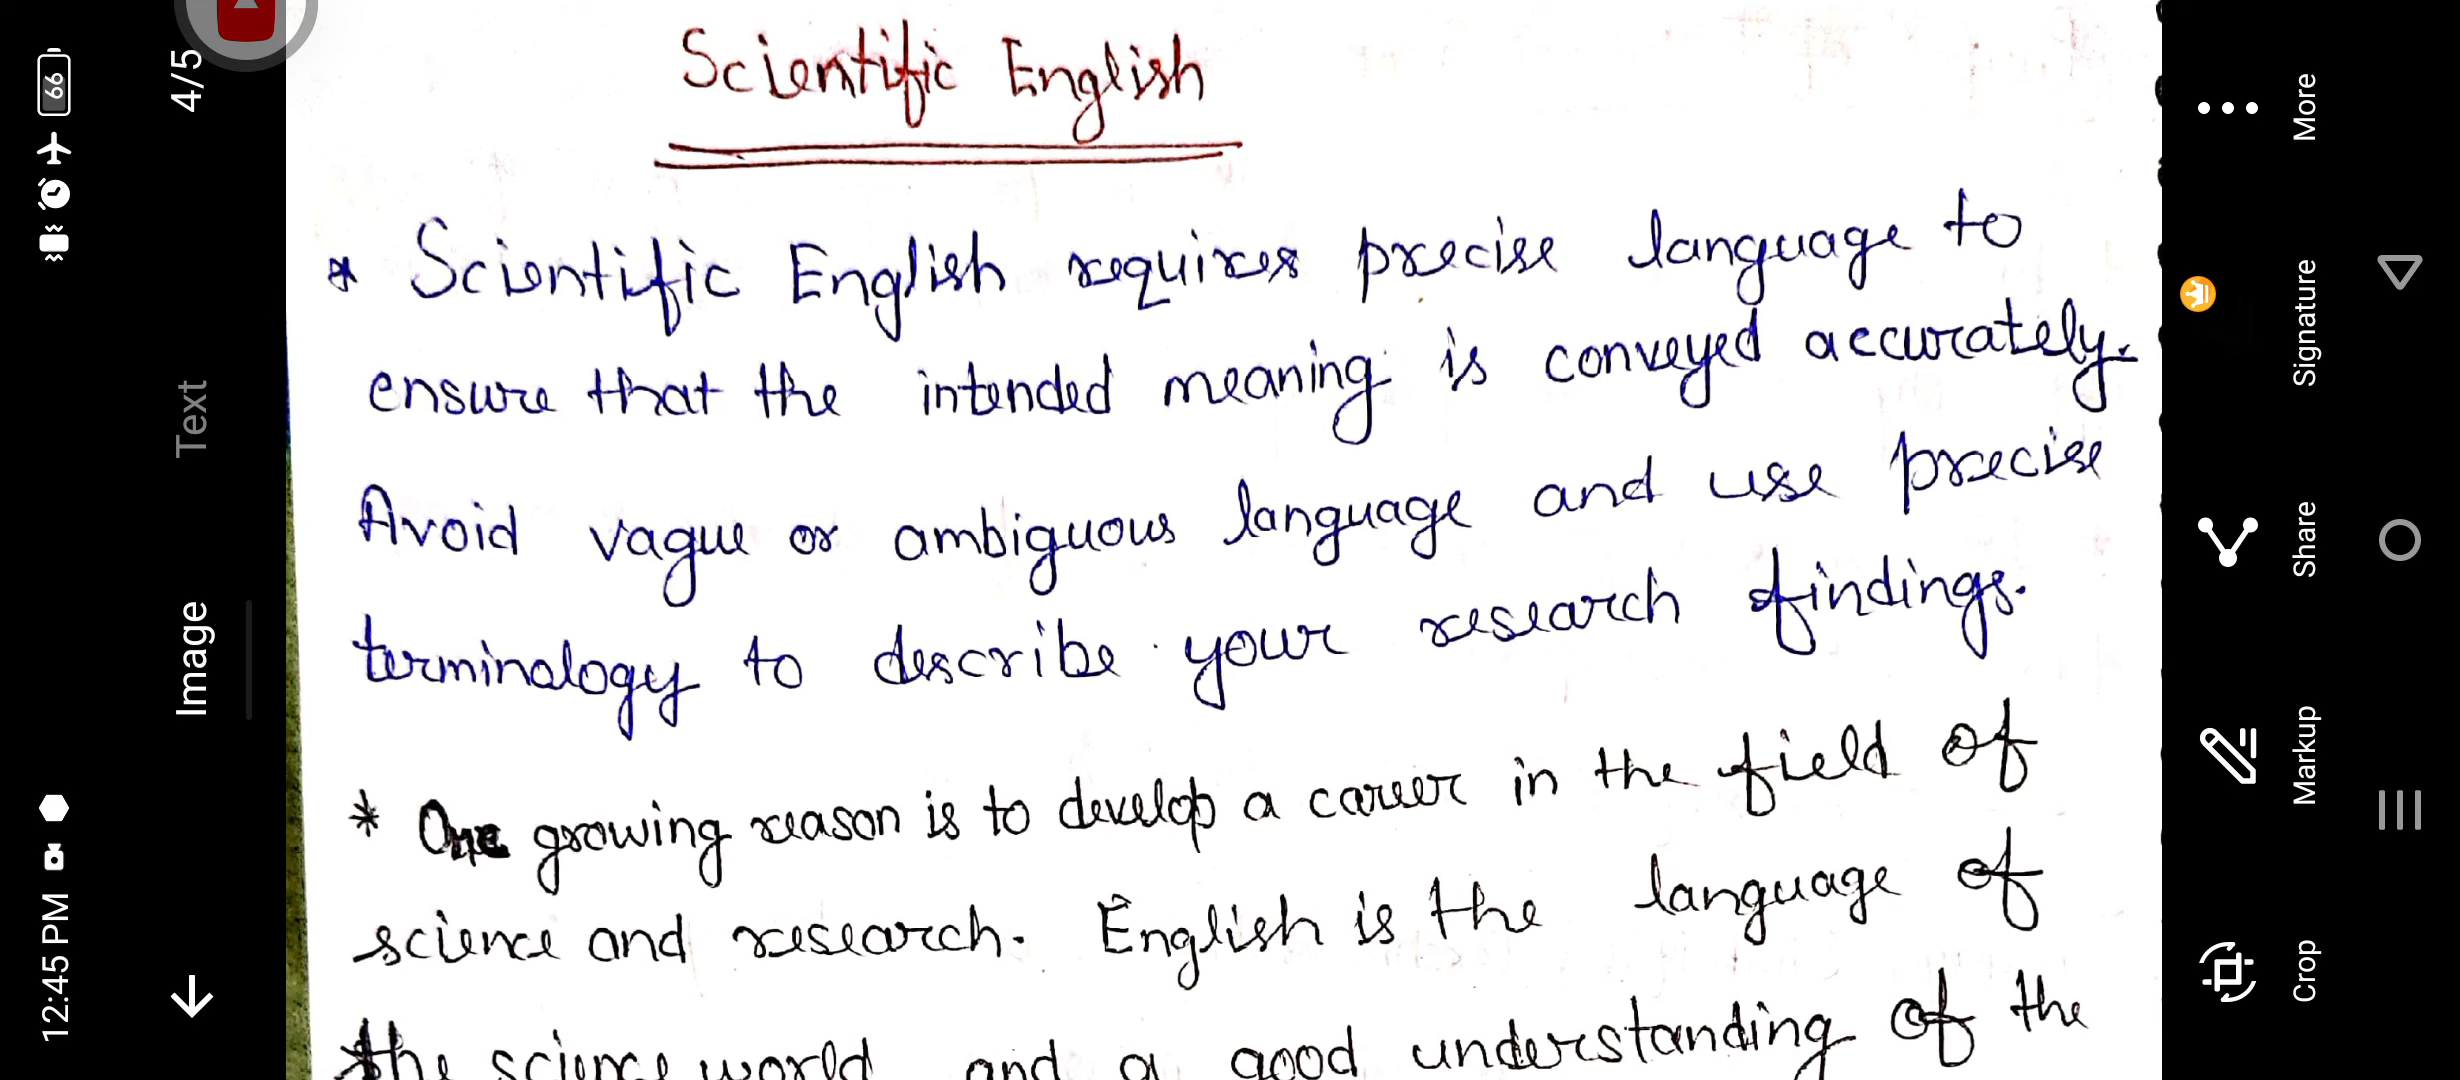 Scientific English
* Scientific English requires precise language to
ensure that the intended meaning is conveyed accurately.
Avoid vague or ambiguous language and use precise
terminology to describe your research findings.
* One growing reason is to develop a career in the field of
science and research. English is the language of
the science world and a good understanding of the
12:45 PM
66
Image
Text
4/5
More
Signature
Share
Markup
Crop